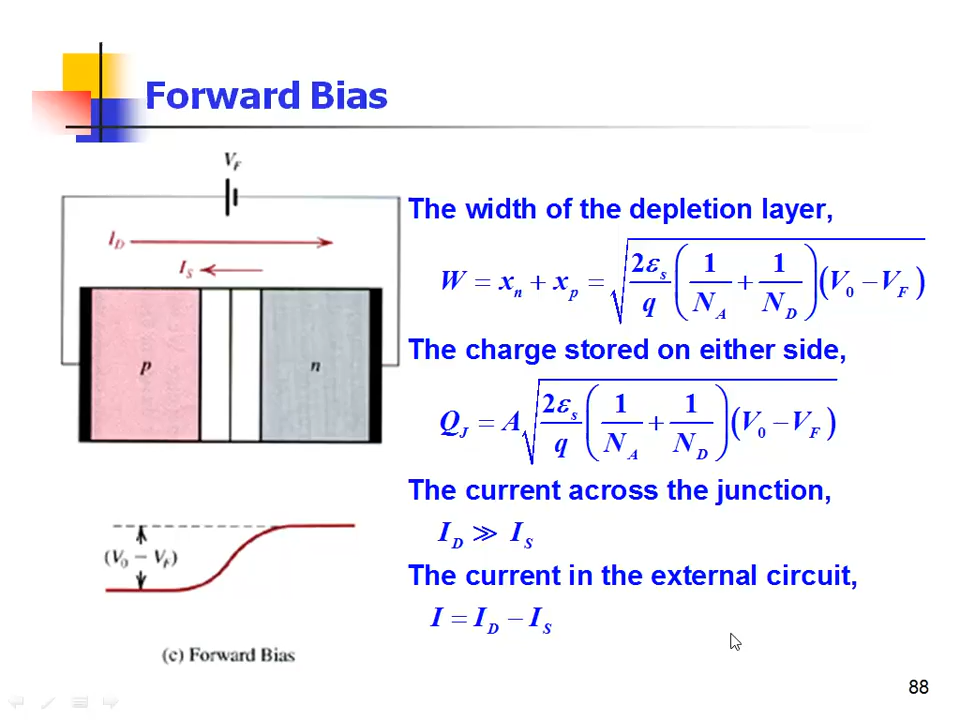 Forward Bias
V_F
I_D
I_S
p
n
(V_0 − V_F)
(c) Forward Bias
The width of the depletion layer,
W = x_n + x_p = √(2ε_s/q (1/N_A + 1/N_D)(V_0 − V_F))
The charge stored on either side,
Q_J = A√(2ε_s/q (1/N_A + 1/N_D)(V_0 − V_F))
The current across the junction,
I_D ≫ I_S
The current in the external circuit,
I = I_D − I_S
88